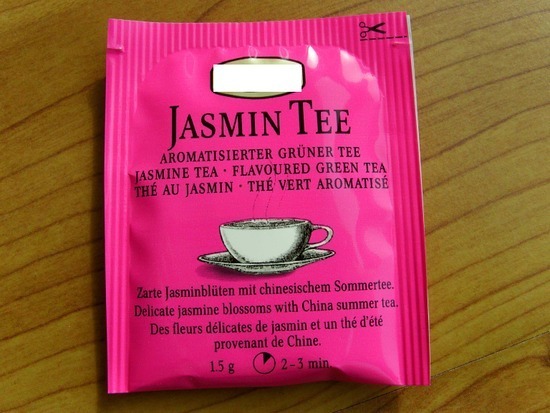 JASMIN TEE
AROMATISIERTER GRÜNER TEE
JASMINE TEA · FLAVOURED GREEN TEA
THÉ AU JASMIN · THÉ VERT AROMATISÉ
Zarte Jasminblüten mit chinesischem Sommertee.
Delicate jasmine blossoms with China summer tea.
Des fleurs délicates de jasmin et un thé d'été
provenant de Chine.
1.5 g 2–3 min.